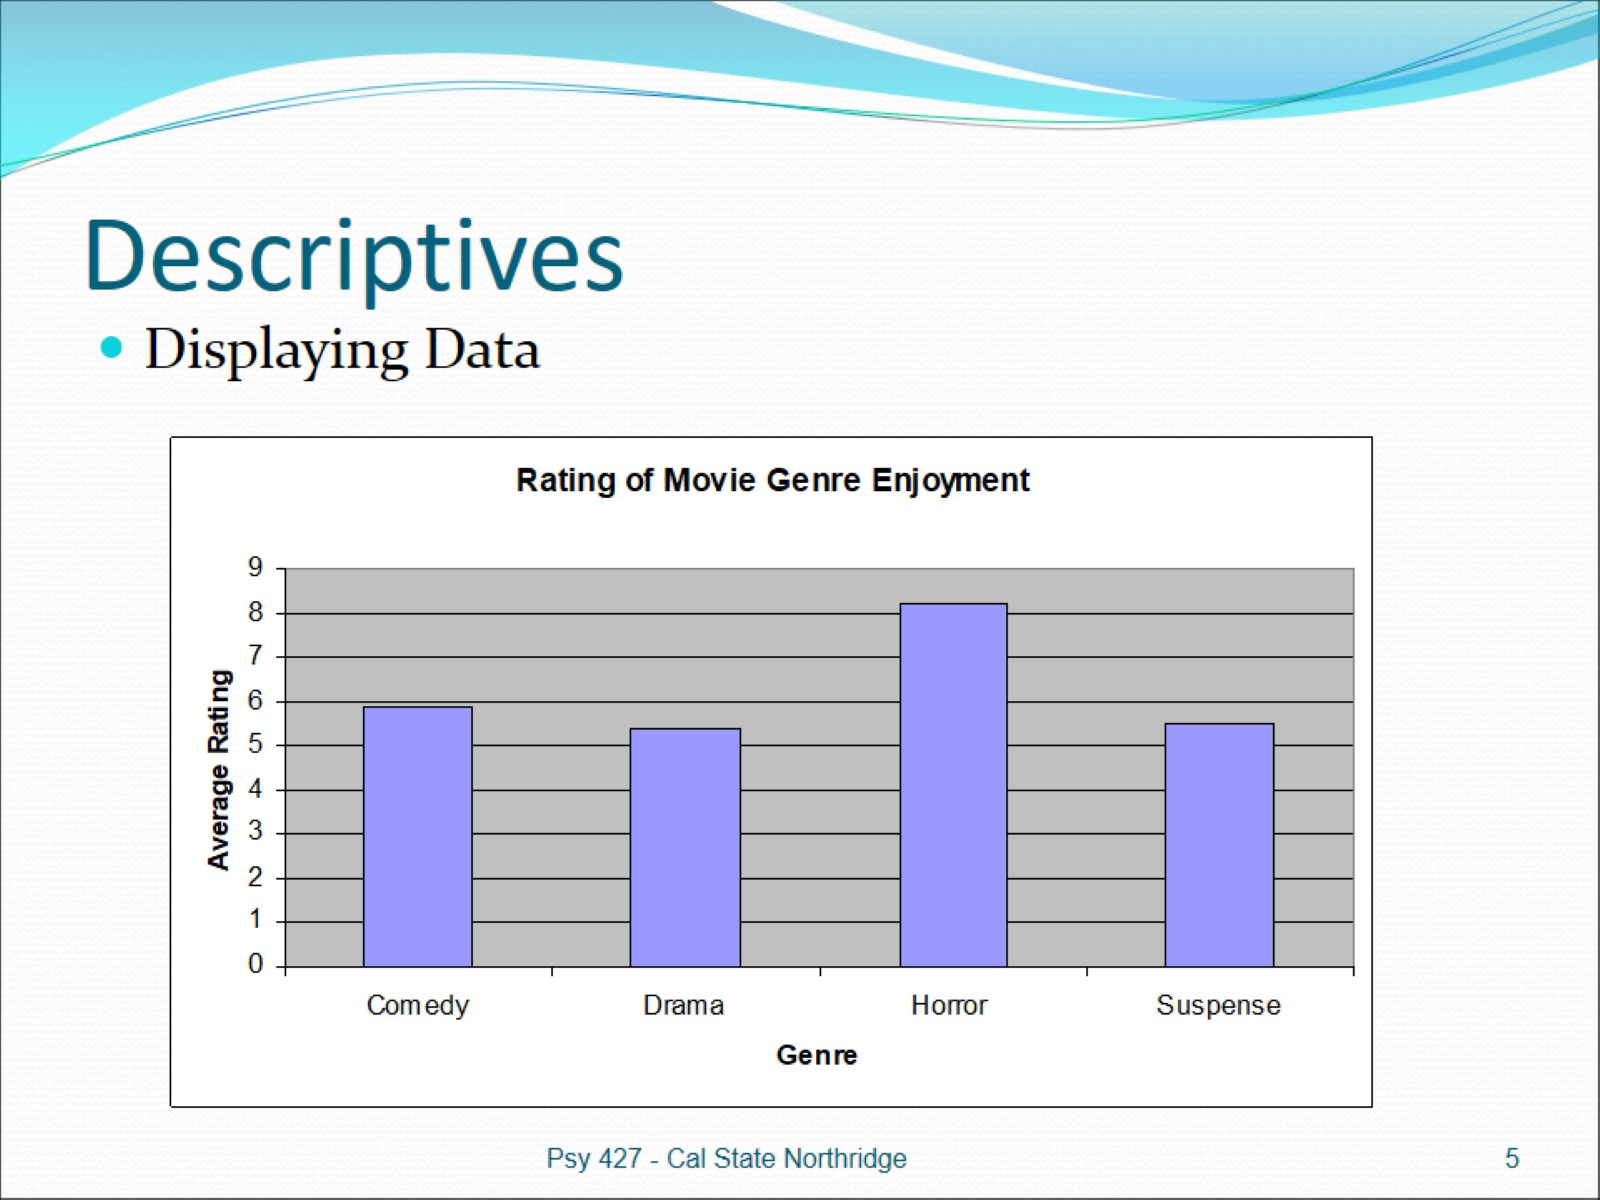 Descriptives
Displaying Data
Rating of Movie Genre Enjoyment
9
8
7
6
5
4
3
2
1
0
Average Rating
Comedy Drama Horror Suspense
Genre
Psy 427 - Cal State Northridge 5